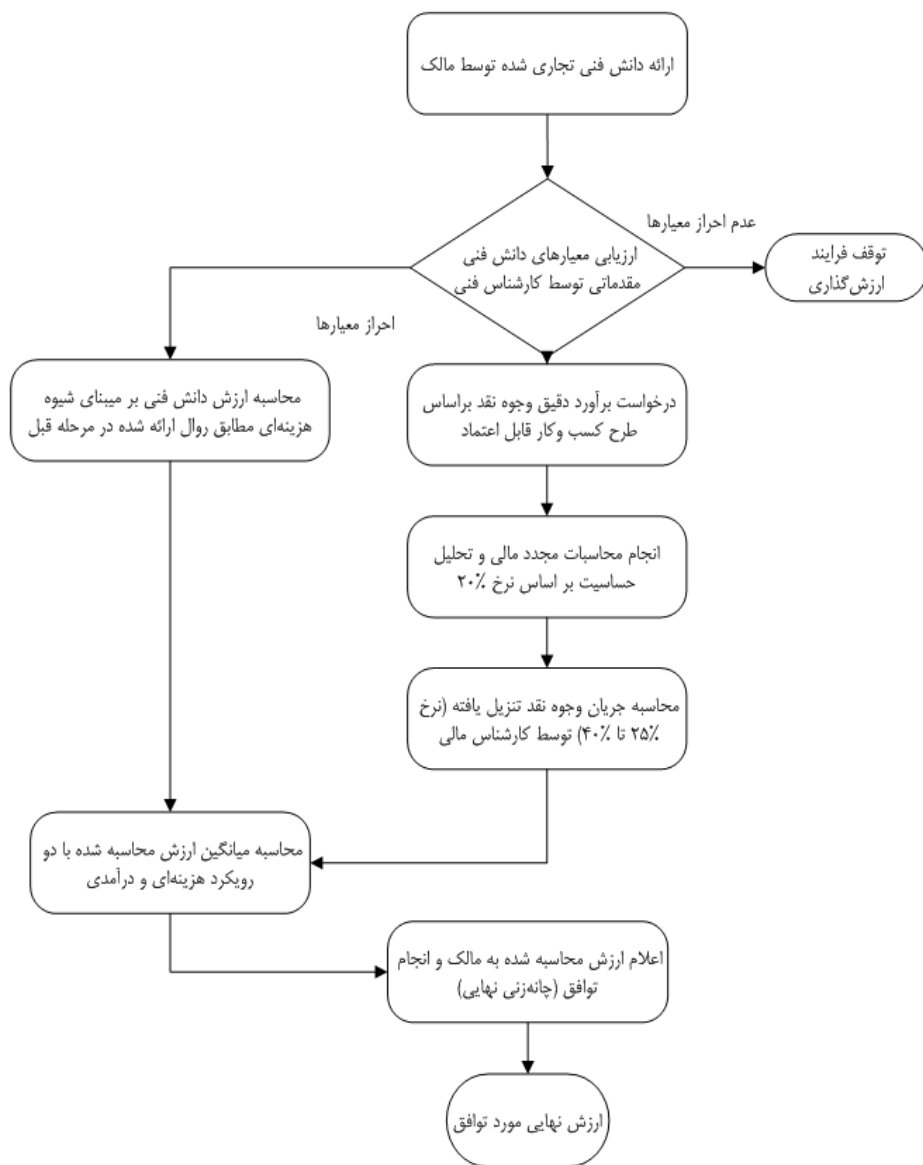 ارائه دانش فنی تجاری شده توسط مالک
عدم احراز معیارها
ارزیابی معیارهای دانش فنی
مقدماتی توسط کارشناس فنی
توقف فرایند
ارزش‌گذاری
احراز معیارها
محاسبه ارزش دانش فنی بر میبنای شیوه
هزینه‌ای مطابق روال ارائه شده در مرحله قبل
درخواست برآورد دقیق وجوه نقد براساس
طرح کسب وکار قابل اعتماد
انجام محاسبات مجدد مالی و تحلیل
حساسیت بر اساس نرخ ۲۰%
محاسبه جریان وجوه نقد تنزیل یافته (نرخ
۲۵% تا ۴۰%) توسط کارشناس مالی
محاسبه میانگین ارزش محاسبه شده با دو
رویکرد هزینه‌ای و درآمدی
اعلام ارزش محاسبه شده به مالک و انجام
توافق (چانه‌زنی نهایی)
ارزش نهایی مورد توافق